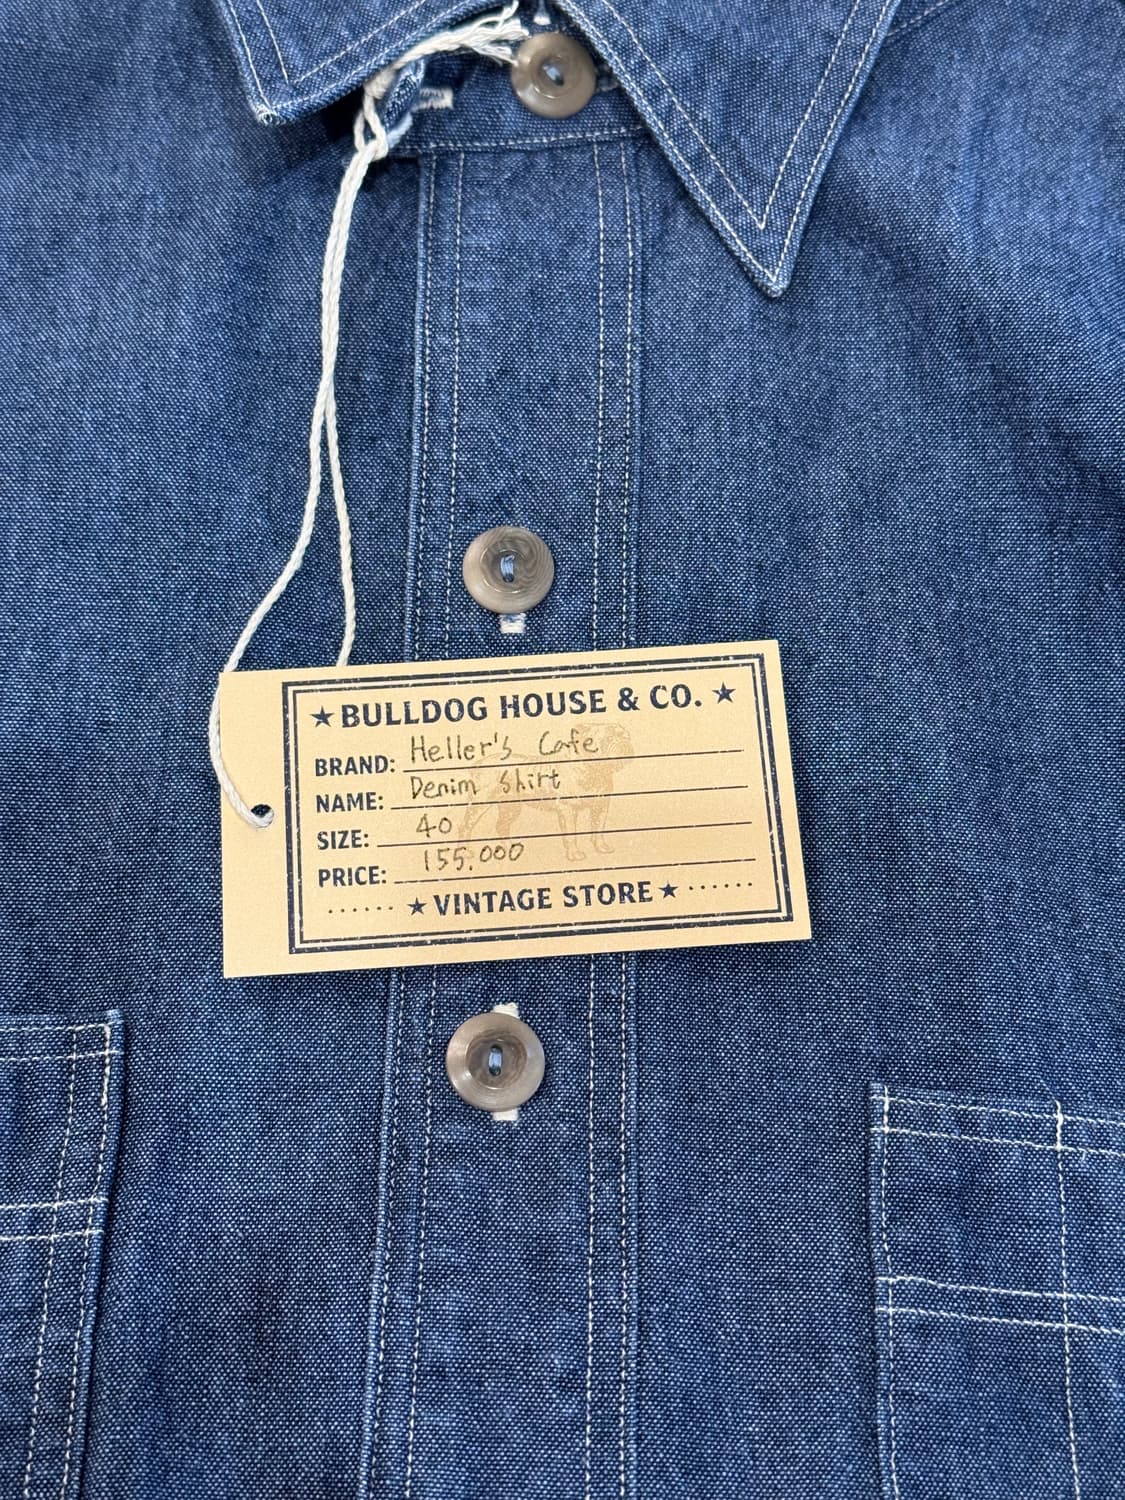 ★ BULLDOG HOUSE & CO. ★
BRAND: Heller's Cafe
NAME: Denim Shirt
SIZE: 40
PRICE: 155,000
...... ★ VINTAGE STORE ★ ......